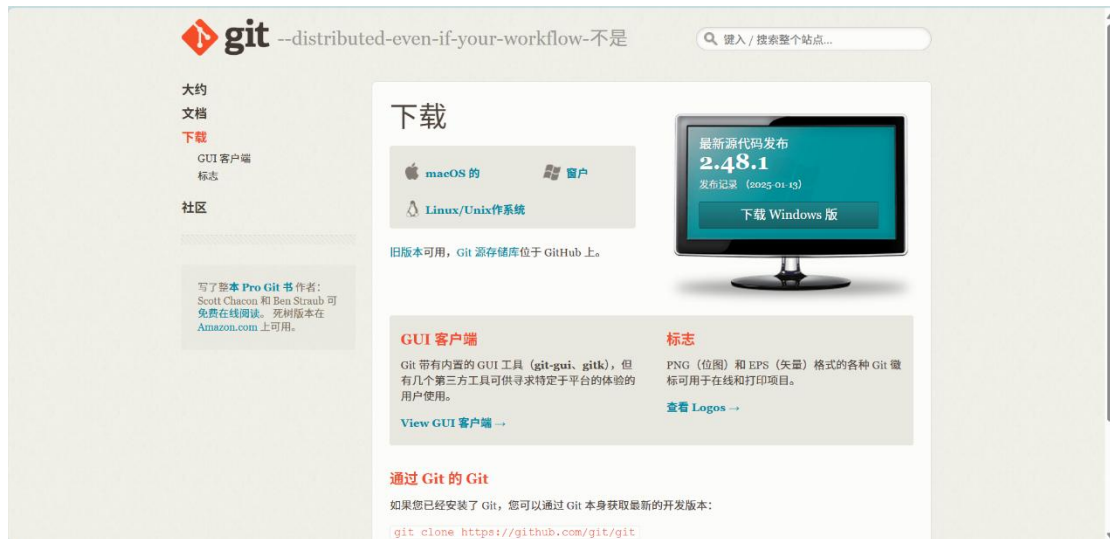 git --distributed-even-if-your-workflow-不是
键入 / 搜索整个站点...
大约
文档
下载
GUI 客户端
标志
社区
写了整本 Pro Git 书 作者：
Scott Chacon 和 Ben Straub 可
免费在线阅读。 死树版本在
Amazon.com 上可用。
下载
macOS 的
窗户
Linux/Unix作系统
旧版本可用，Git 源存储库位于 GitHub 上。
最新源代码发布
2.48.1
发布记录 （2025-01-13）
下载 Windows 版
GUI 客户端
Git 带有内置的 GUI 工具（git-gui、gitk），但
有几个第三方工具可供寻求特定于平台的体验的
用户使用。
View GUI 客户端 →
标志
PNG（位图）和 EPS（矢量）格式的各种 Git 徽
标可用于在线和打印项目。
查看 Logos →
通过 Git 的 Git
如果您已经安装了 Git，您可以通过 Git 本身获取最新的开发版本：
git clone https://github.com/git/git